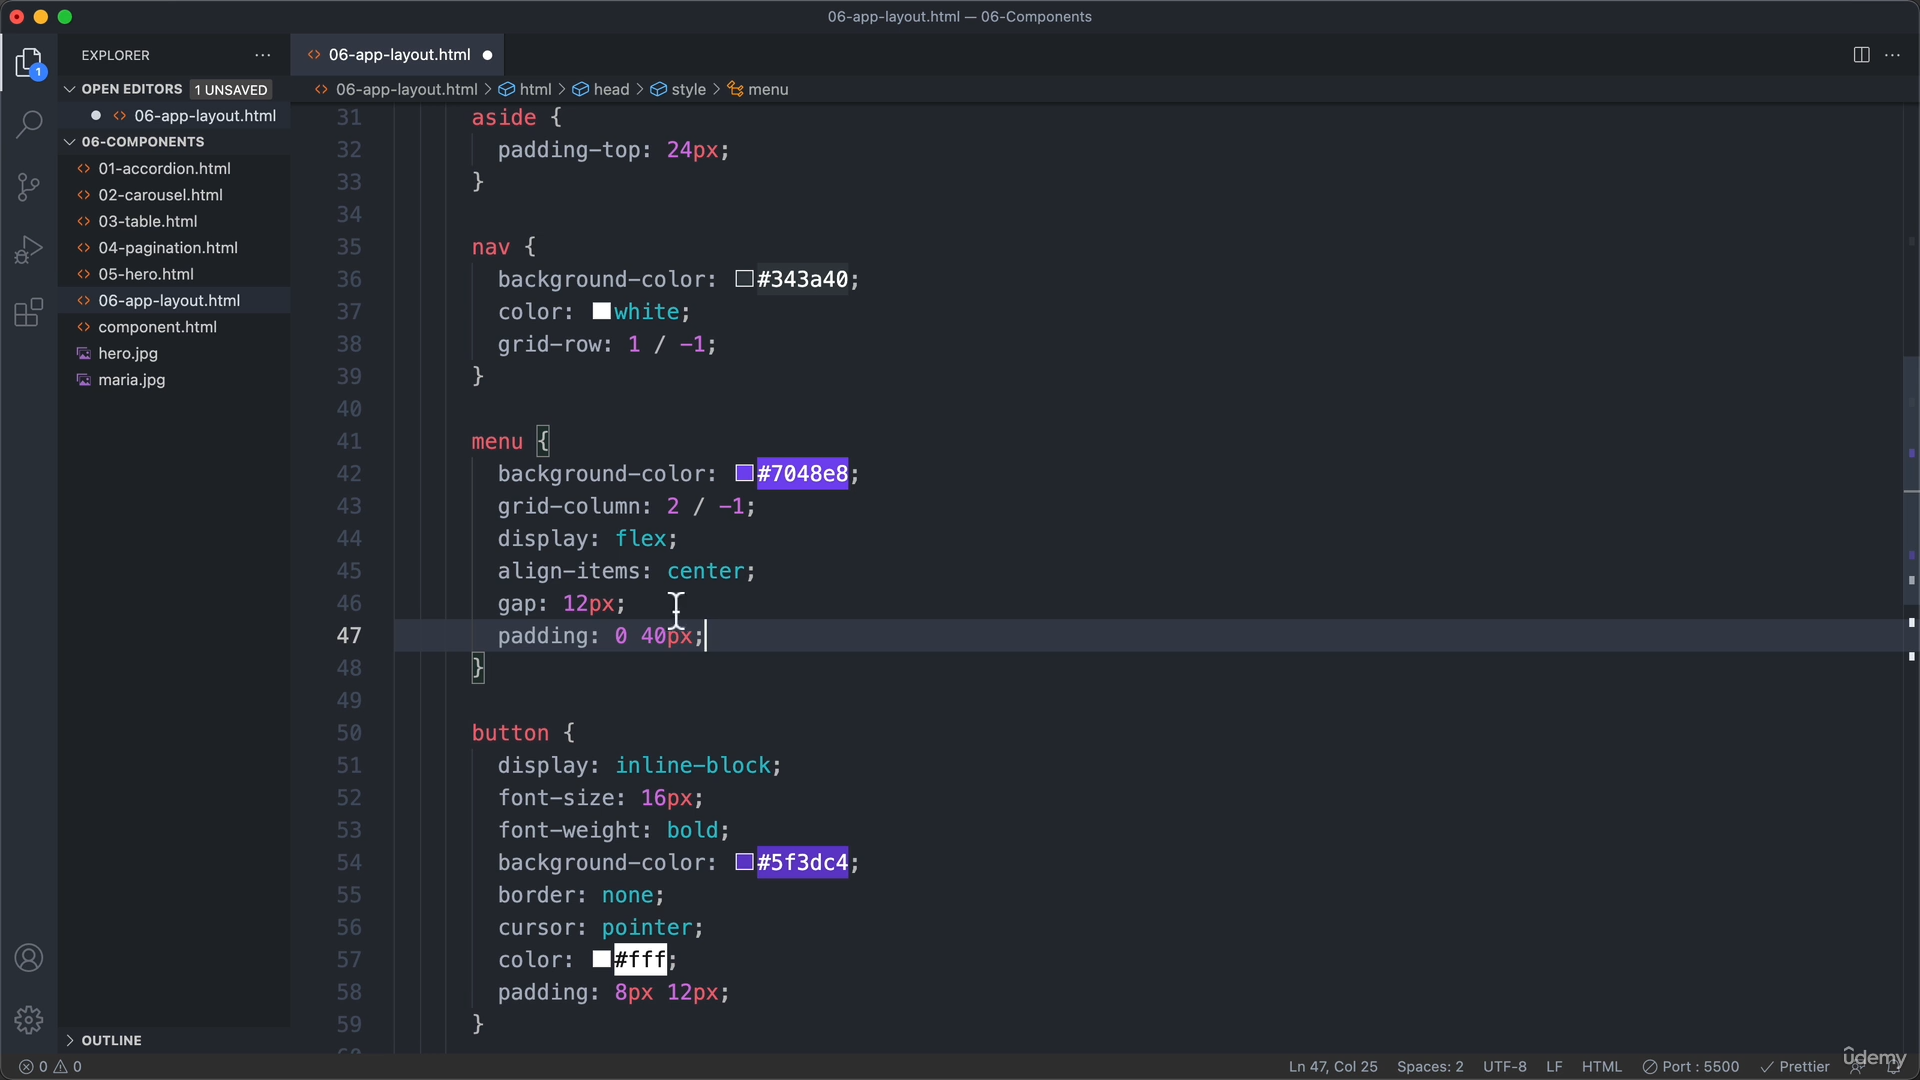 06-app-layout.html — 06-Components
EXPLORER
06-app-layout.html
1
OPEN EDITORS 1 UNSAVED
06-app-layout.html
06-COMPONENTS
01-accordion.html
02-carousel.html
03-table.html
04-pagination.html
05-hero.html
06-app-layout.html
component.html
hero.jpg
maria.jpg
OUTLINE
06-app-layout.html > html > head > style > menu
31 aside {
32 padding-top: 24px;
33 }
34
35 nav {
36 background-color: #343a40;
37 color: white;
38 grid-row: 1 / -1;
39 }
40
41 menu {
42 background-color: #7048e8;
43 grid-column: 2 / -1;
44 display: flex;
45 align-items: center;
46 gap: 12px;
47 padding: 0 40px;
48 }
49
50 button {
51 display: inline-block;
52 font-size: 16px;
53 font-weight: bold;
54 background-color: #5f3dc4;
55 border: none;
56 cursor: pointer;
57 color: #fff;
58 padding: 8px 12px;
59 }
0 0 Ln 47, Col 25 Spaces: 2 UTF-8 LF HTML Port : 5500 Prettier
udemy